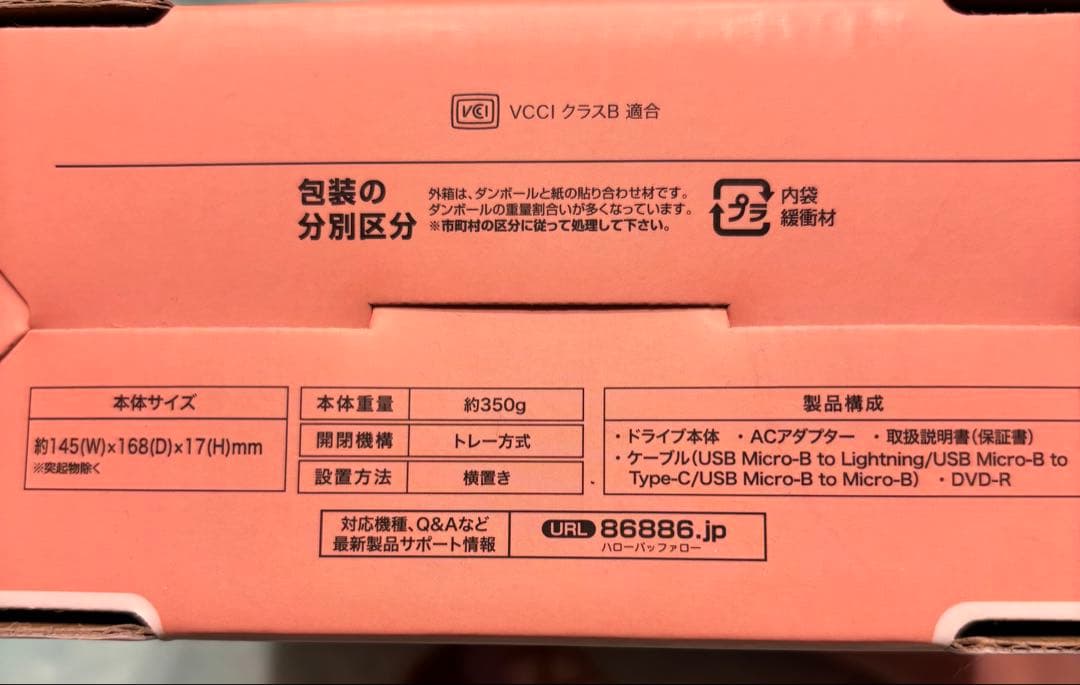 VCCI VCCI クラスB 適合
包装の
分別区分
外箱は、ダンボールと紙の貼り合わせ材です。
ダンボールの重量割合いが多くなっています。
※市町村の区分に従って処理して下さい。
プラ
内袋
緩衝材
本体サイズ
約145(W)×168(D)×17(H)mm
※突起物除く
本体重量 約350g
開閉機構 トレー方式
設置方法 横置き
製品構成
・ドライブ本体 ・ACアダプター ・取扱説明書(保証書)
・ケーブル(USB Micro-B to Lightning/USB Micro-B to
Type-C/USB Micro-B to Micro-B) ・DVD-R
対応機種、Q&Aなど
最新製品サポート情報
URL 86886.jp
ハローバッファロー